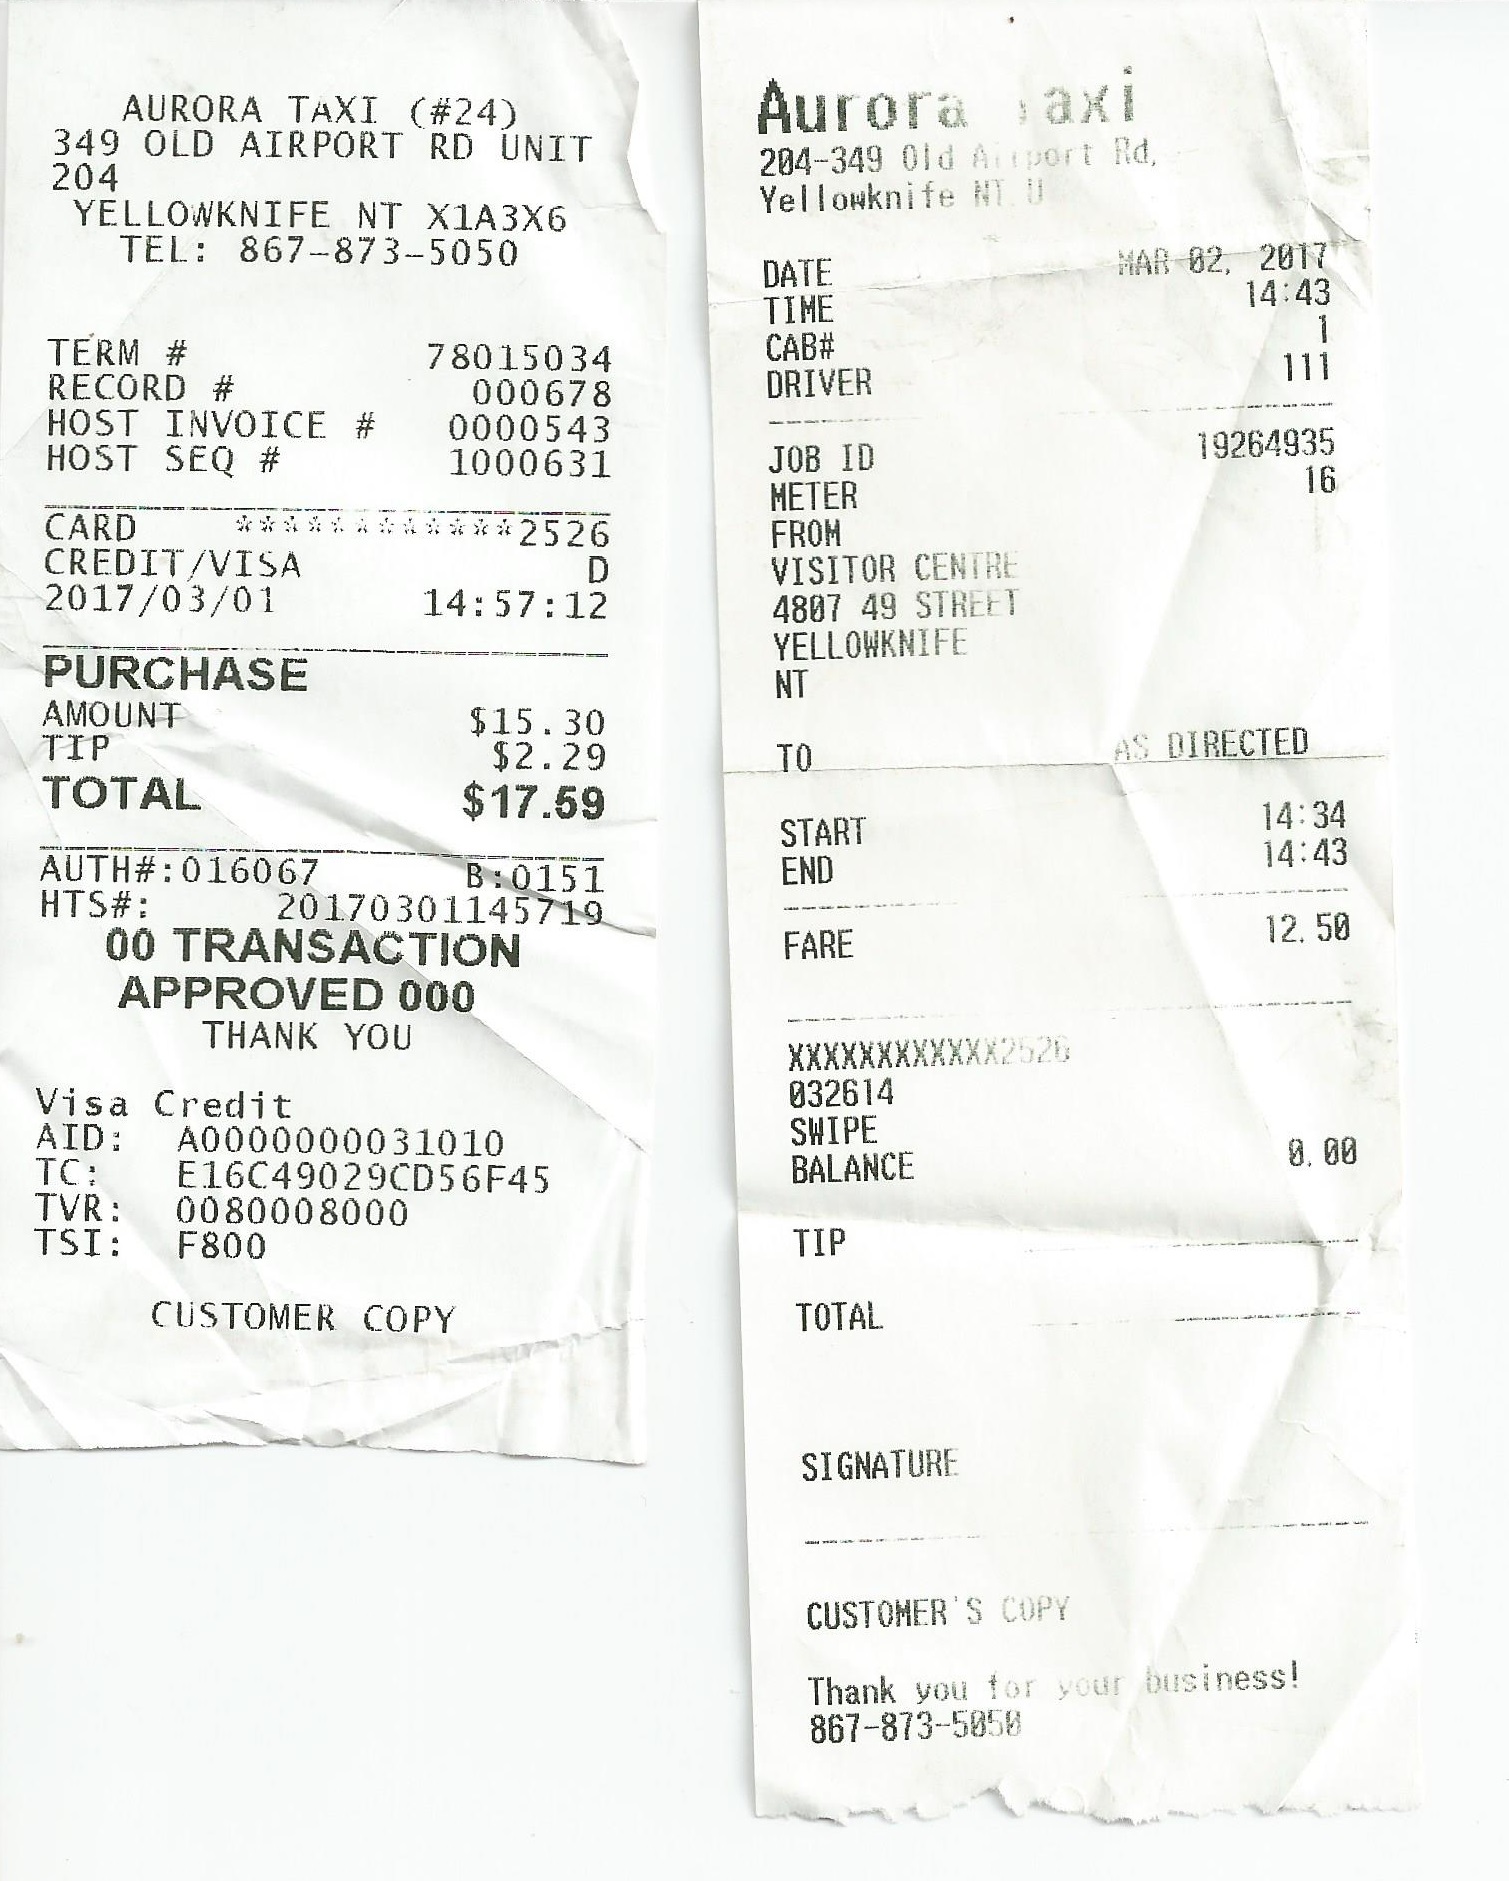 AURORA TAXI (#24)
349 OLD AIRPORT RD UNIT
204
YELLOWKNIFE NT X1A3X6
TEL: 867-873-5050
TERM # 78015034
RECORD # 000678
HOST INVOICE # 0000543
HOST SEQ # 1000631
CARD ************2526
CREDIT/VISA D
2017/03/01 14:57:12
PURCHASE
AMOUNT $15.30
TIP $2.29
TOTAL $17.59
AUTH#:016067 B:0151
HTS#: 20170301145719
00 TRANSACTION
APPROVED 000
THANK YOU
Visa Credit
AID: A0000000031010
TC: E16C49029CD56F45
TVR: 0080008000
TSI: F800
CUSTOMER COPY
Aurora Taxi
204-349 Old Airport Rd,
Yellowknife NT
DATE MAR 02, 2017
TIME 14:43
CAB# 1
DRIVER 111
JOB ID 19264935
METER 16
FROM
VISITOR CENTRE
4807 49 STREET
YELLOWKNIFE
NT
TO AS DIRECTED
START 14:34
END 14:43
FARE 12.50
XXXXXXXXXXXX2526
032614
SWIPE
BALANCE 0.00
TIP
TOTAL
SIGNATURE
CUSTOMER'S COPY
Thank you for your business!
867-873-5050